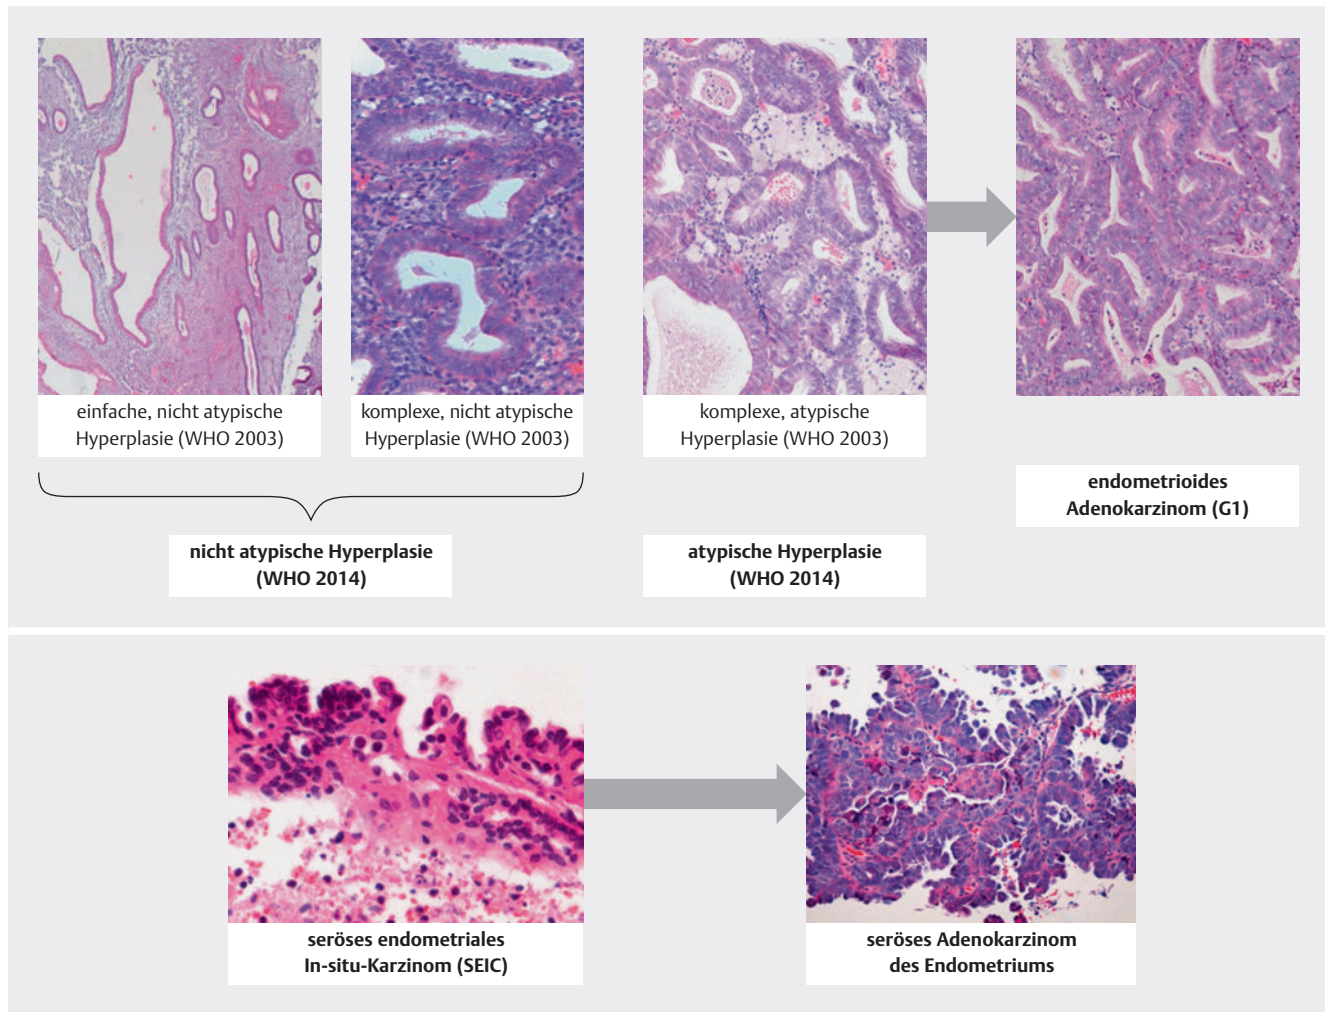 einfache, nicht atypische
Hyperplasie (WHO 2003)
komplexe, nicht atypische
Hyperplasie (WHO 2003)
komplexe, atypische
Hyperplasie (WHO 2003)
endometrioides
Adenokarzinom (G1)
nicht atypische Hyperplasie
(WHO 2014)
atypische Hyperplasie
(WHO 2014)
seröses endometriales
In-situ-Karzinom (SEIC)
seröses Adenokarzinom
des Endometriums